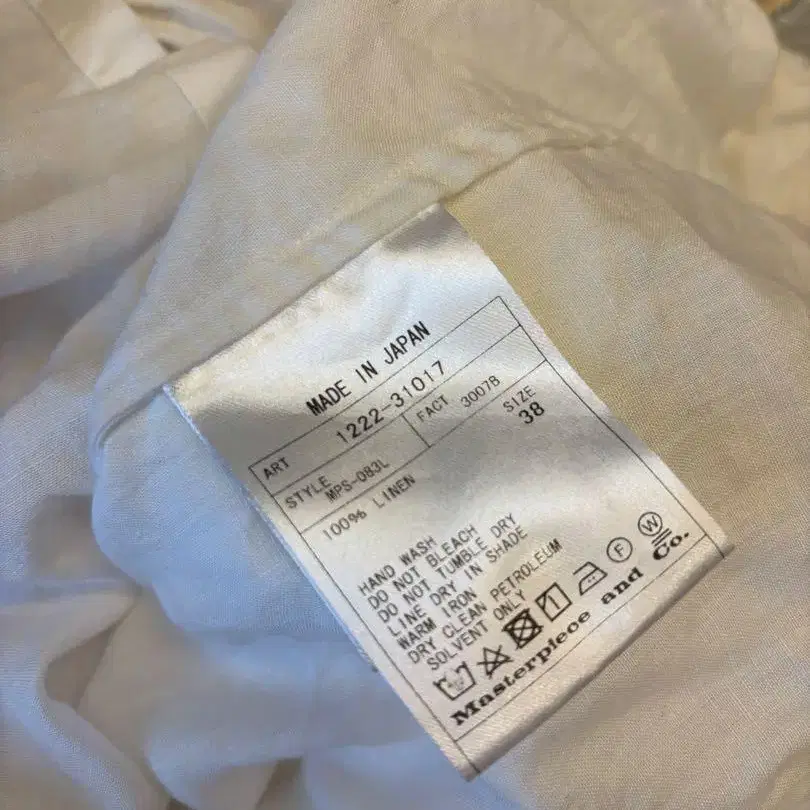 MADE IN JAPAN
ART 1222-31017
STYLE MPS-083L FACT 3007B SIZE 38
100% LINEN
HAND WASH
DO NOT BLEACH
DO NOT TUMBLE DRY
LINE DRY IN SHADE
WARM IRON
DRY CLEAN PETROLEUM
SOLVENT ONLY
F W
Masterpiece and Co.